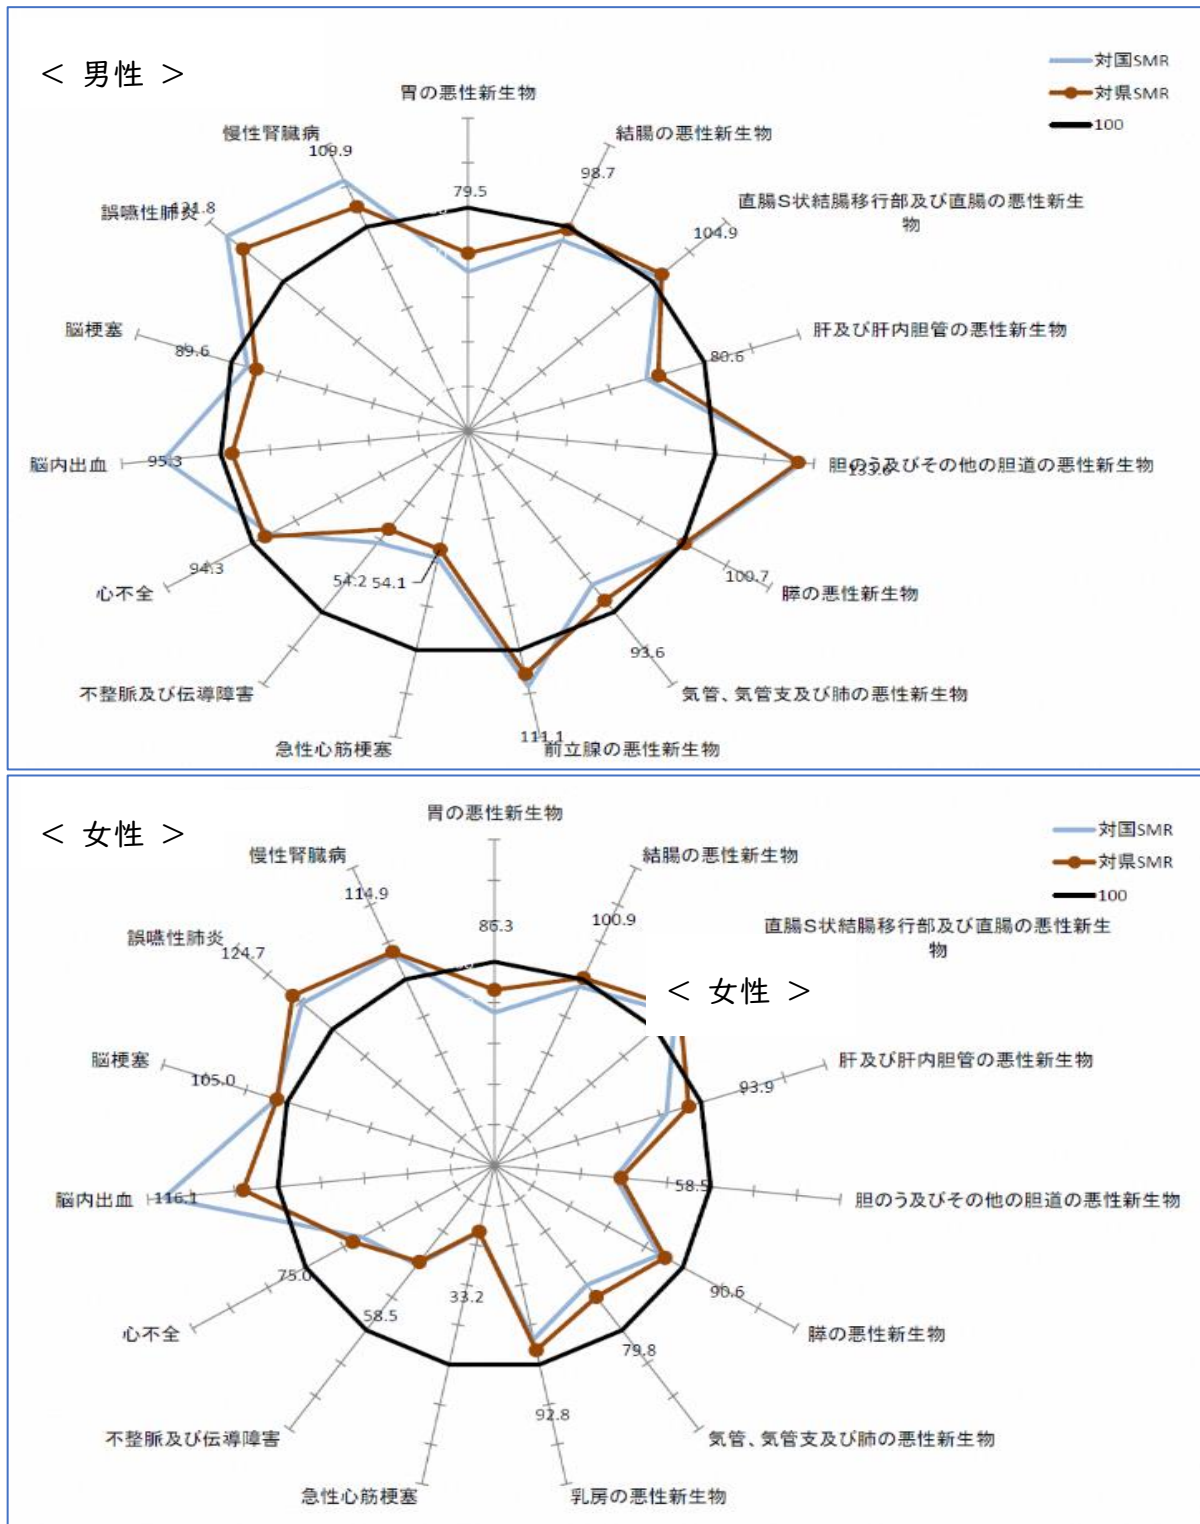 < 男性 >
対国SMR
対県SMR
100
胃の悪性新生物
79.5
結腸の悪性新生物
98.7
直腸S状結腸移行部及び直腸の悪性新生
物
104.9
肝及び肝内胆管の悪性新生物
80.6
胆のう及びその他の胆道の悪性新生物
膵の悪性新生物
100.7
気管、気管支及び肺の悪性新生物
93.6
前立腺の悪性新生物
111.1
急性心筋梗塞
54.1
不整脈及び伝導障害
54.2
心不全
94.3
脳内出血
95.3
脳梗塞
89.6
誤嚥性肺炎
121.8
慢性腎臓病
109.9
< 女性 >
対国SMR
対県SMR
100
胃の悪性新生物
86.3
結腸の悪性新生物
100.9
直腸S状結腸移行部及び直腸の悪性新生
物
< 女性 >
肝及び肝内胆管の悪性新生物
93.9
胆のう及びその他の胆道の悪性新生物
58.5
膵の悪性新生物
90.6
気管、気管支及び肺の悪性新生物
79.8
乳房の悪性新生物
92.8
急性心筋梗塞
33.2
不整脈及び伝導障害
58.5
心不全
75.0
脳内出血
116.1
脳梗塞
105.0
誤嚥性肺炎
124.7
慢性腎臓病
114.9